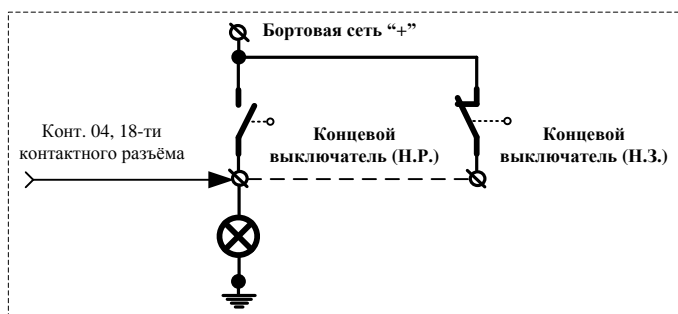 Бортовая сеть “+”
Конт. 04, 18-ти
контактного разъёма
Концевой
выключатель (Н.Р.)
Концевой
выключатель (Н.З.)